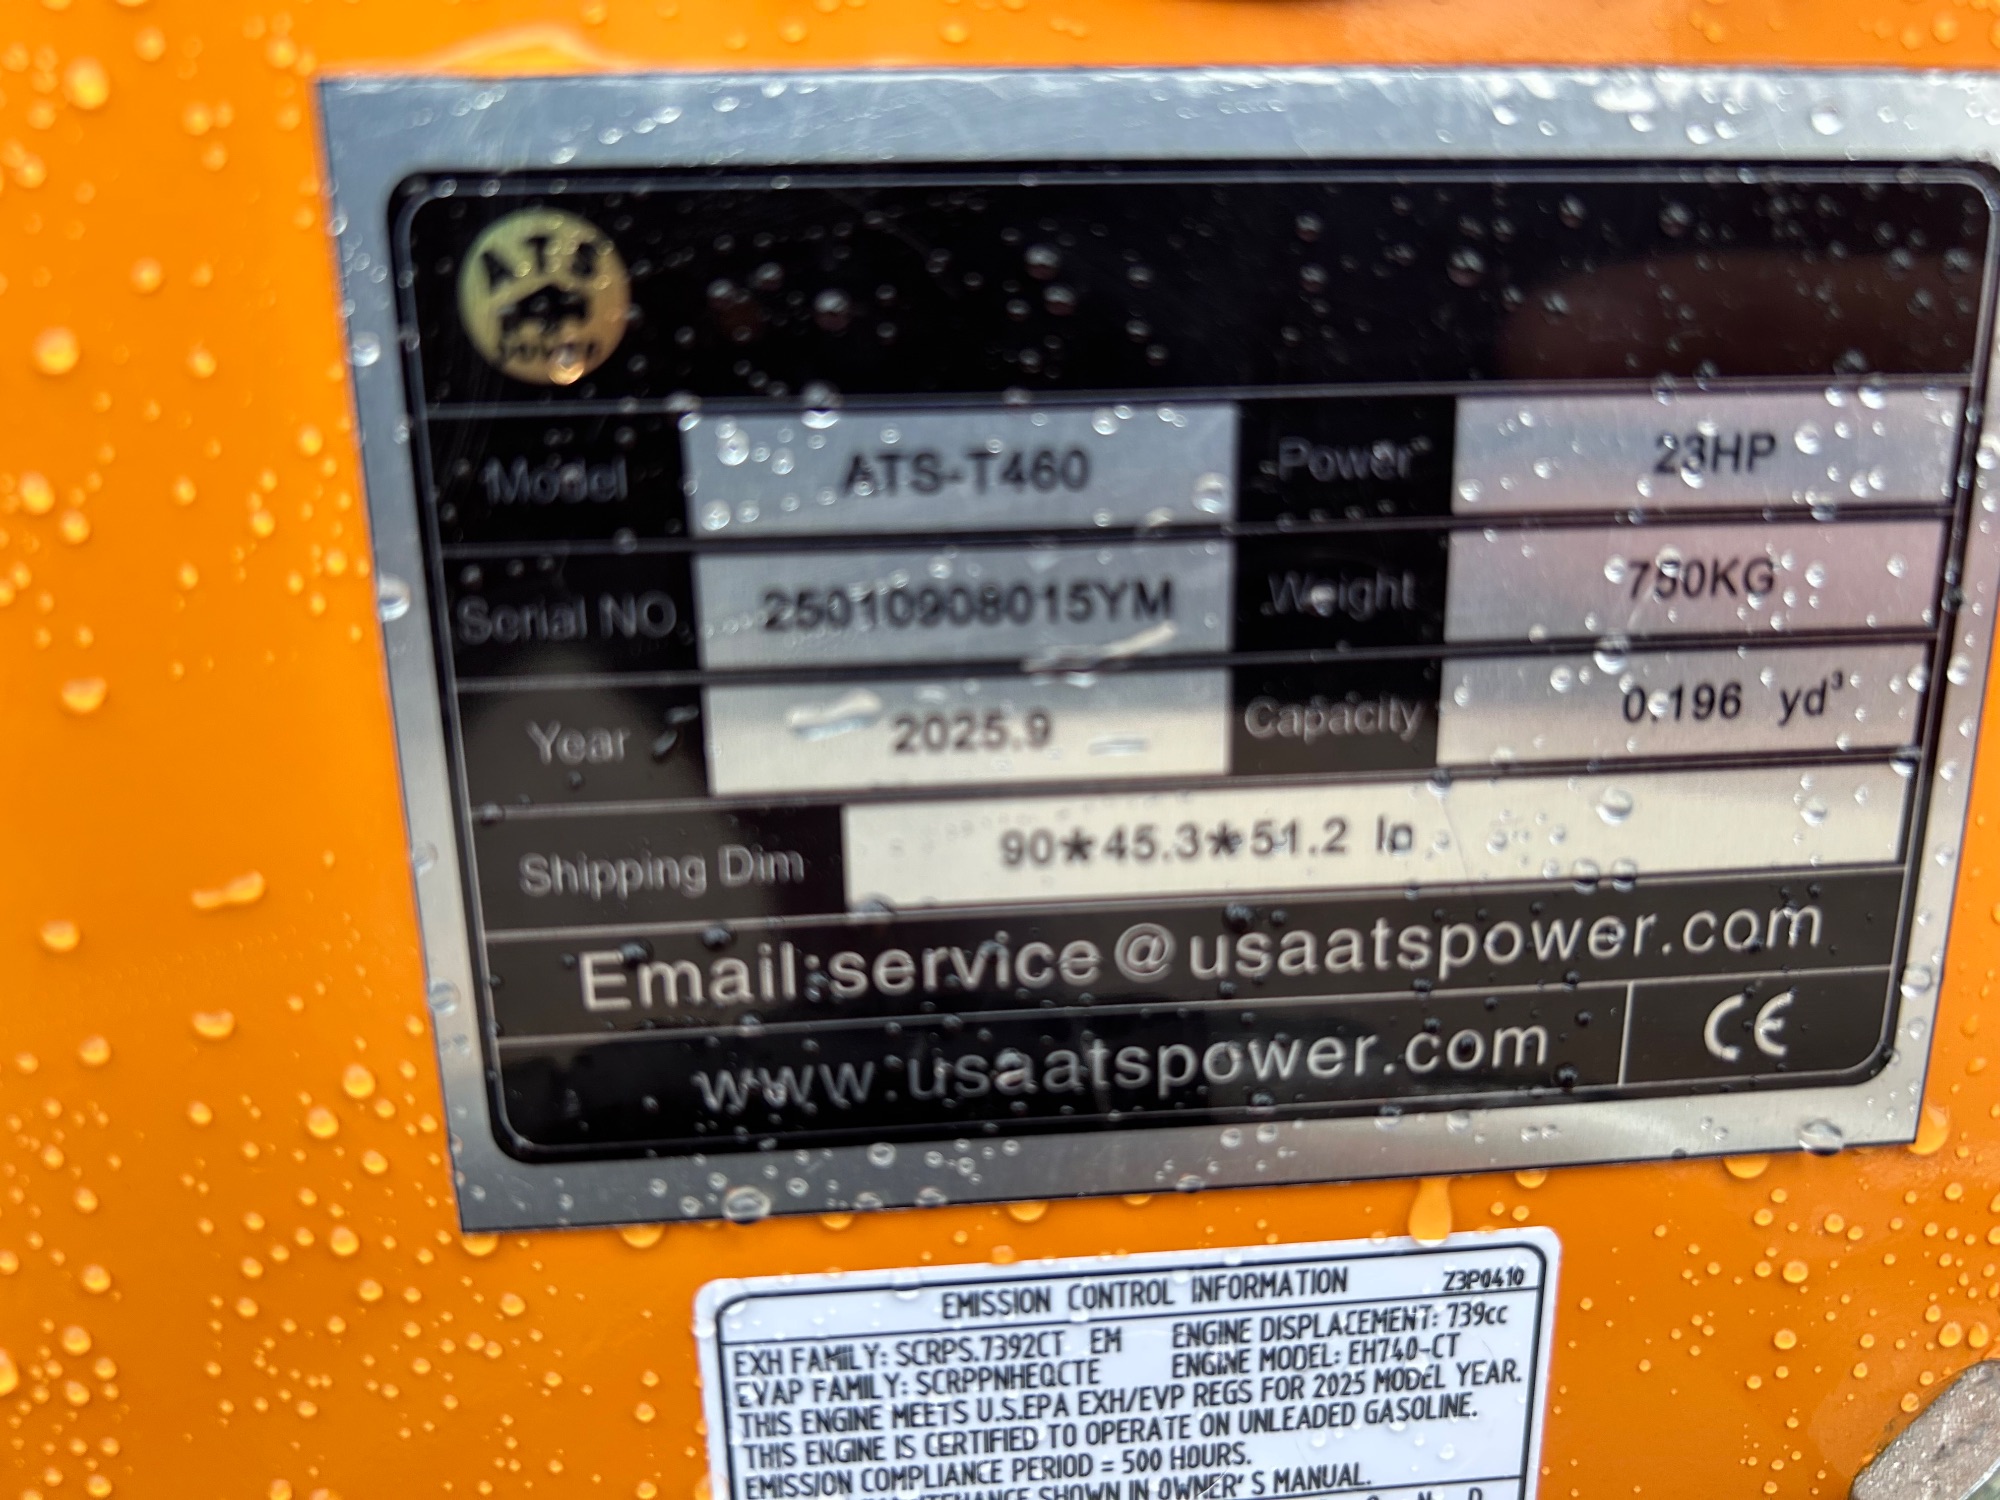 ATS
Model ATS-T460 Power 23HP
Serial NO 25010908015YM Weight 750KG
Year 2025.9 Capacity 0.196 yd³
Shipping Dim 90*45.3*51.2
Email:service@usaatspower.com
www.usaatspower.com CE
EMISSION CONTROL INFORMATION Z3P0410
EXH FAMILY: SCRPS.7392CT EM ENGINE DISPLACEMENT: 739cc
EVAP FAMILY: SCRPPNHEQCTE ENGINE MODEL: EH740-CT
THIS ENGINE MEETS U.S.EPA EXH/EVP REGS FOR 2025 MODEL YEAR.
THIS ENGINE IS CERTIFIED TO OPERATE ON UNLEADED GASOLINE.
EMISSION COMPLIANCE PERIOD = 500 HOURS.
SHOWN IN OWNER'S MANUAL.